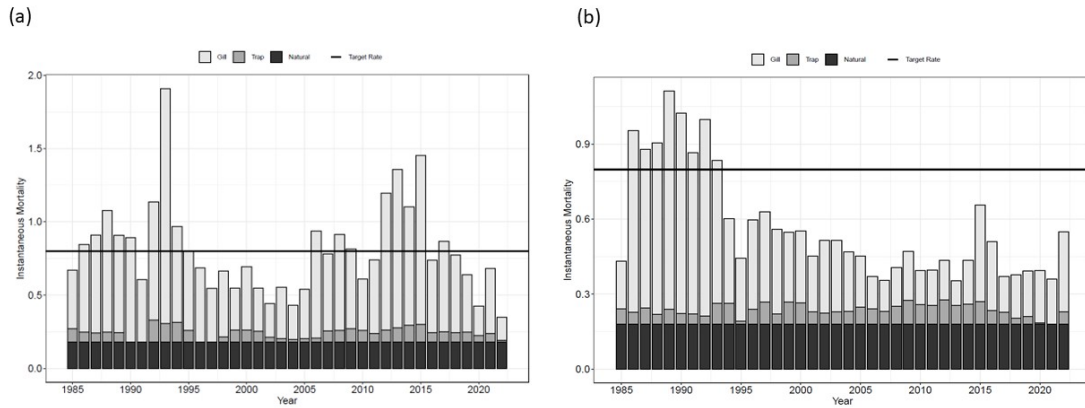 (a)
Gill Trap Natural Target Rate
2.0
1.5
1.0
0.5
0.0
Instantaneous Mortality
1985 1990 1995 2000 2005 2010 2015 2020
Year
(b)
Gill Trap Natural Target Rate
0.9
0.6
0.3
0.0
Instantaneous Mortality
1985 1990 1995 2000 2005 2010 2015 2020
Year